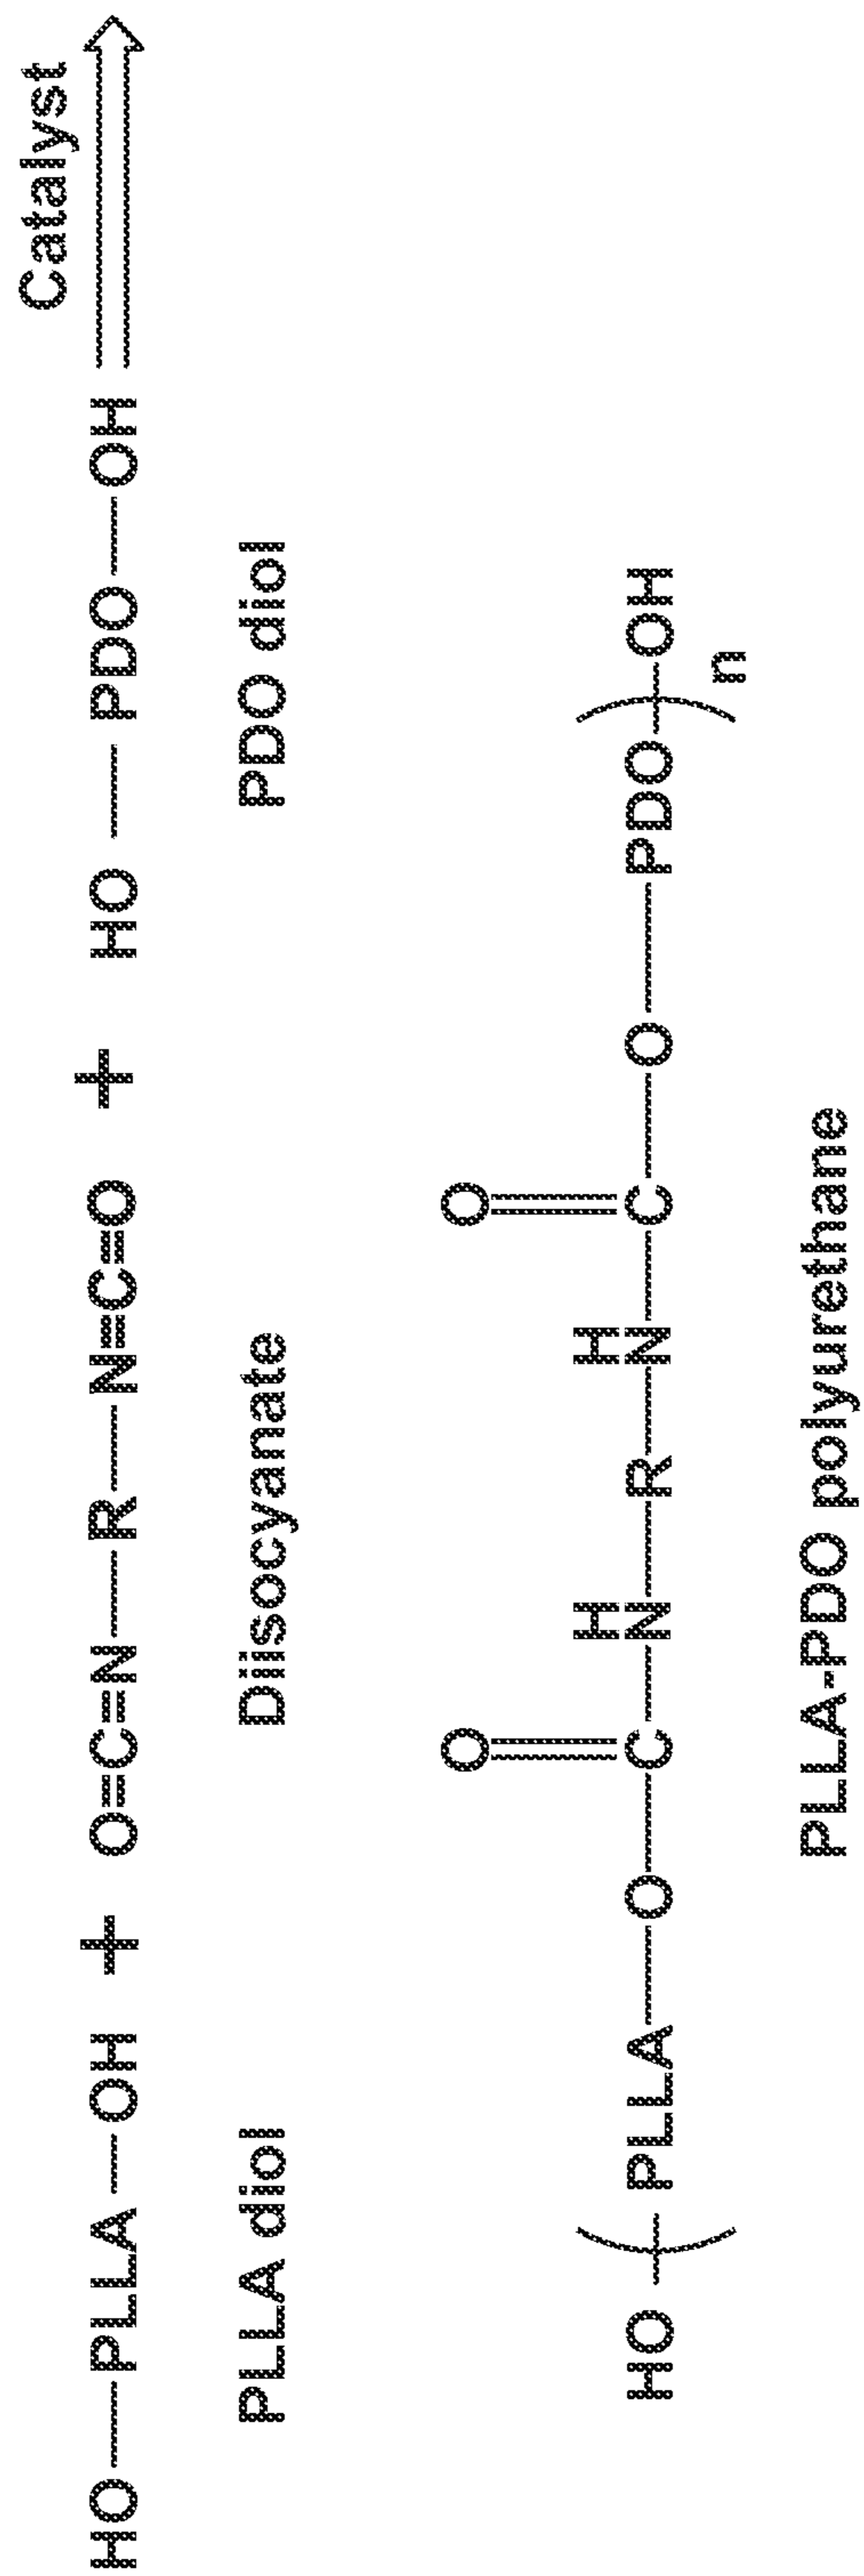 Catalyst
HO—PLLA—OH + O=C=N—R—N=C=O + HO—PDO—OH
PLLA diol Diisocyanate PDO diol
O O
H H
HO—(PLLA—O—C—N—R—N—C—O—PDO)—OH
n
PLLA-PDO polyurethane